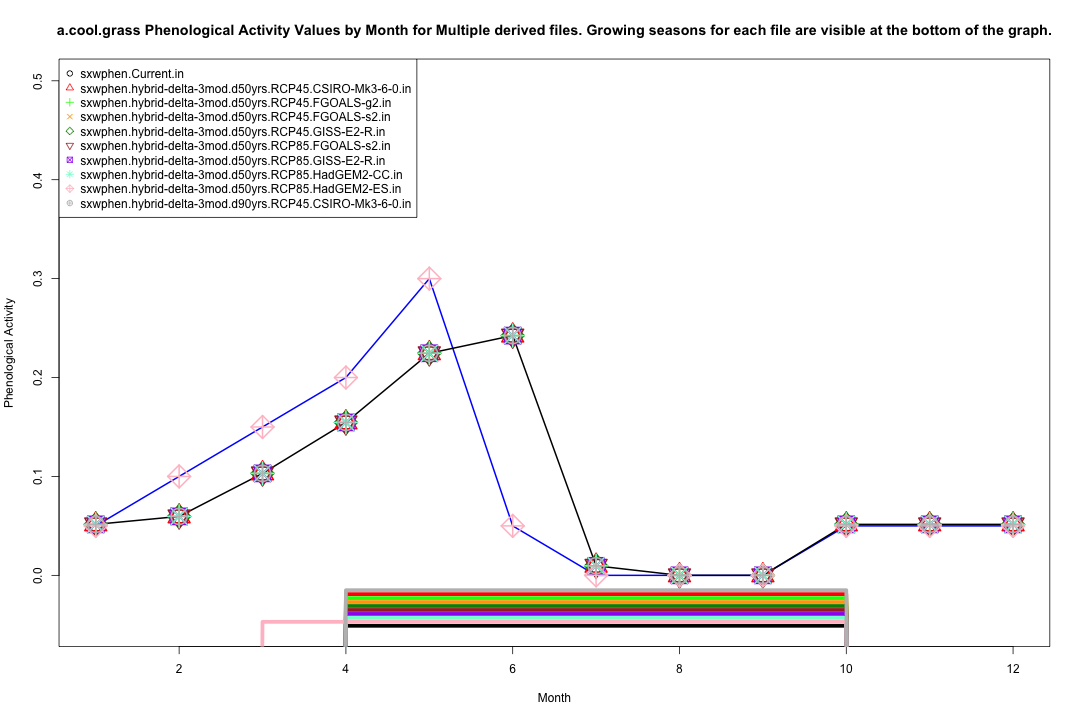 a.cool.grass Phenological Activity Values by Month for Multiple derived files. Growing seasons for each file are visible at the bottom of the graph.
sxwphen.Current.in
sxwphen.hybrid-delta-3mod.d50yrs.RCP45.CSIRO-Mk3-6-0.in
sxwphen.hybrid-delta-3mod.d50yrs.RCP45.FGOALS-g2.in
sxwphen.hybrid-delta-3mod.d50yrs.RCP45.FGOALS-s2.in
sxwphen.hybrid-delta-3mod.d50yrs.RCP45.GISS-E2-R.in
sxwphen.hybrid-delta-3mod.d50yrs.RCP85.FGOALS-s2.in
sxwphen.hybrid-delta-3mod.d50yrs.RCP85.GISS-E2-R.in
sxwphen.hybrid-delta-3mod.d50yrs.RCP85.HadGEM2-CC.in
sxwphen.hybrid-delta-3mod.d50yrs.RCP85.HadGEM2-ES.in
sxwphen.hybrid-delta-3mod.d90yrs.RCP45.CSIRO-Mk3-6-0.in
0.5
0.4
0.3
0.2
0.1
0.0
Phenological Activity
2 4 6 8 10 12
Month